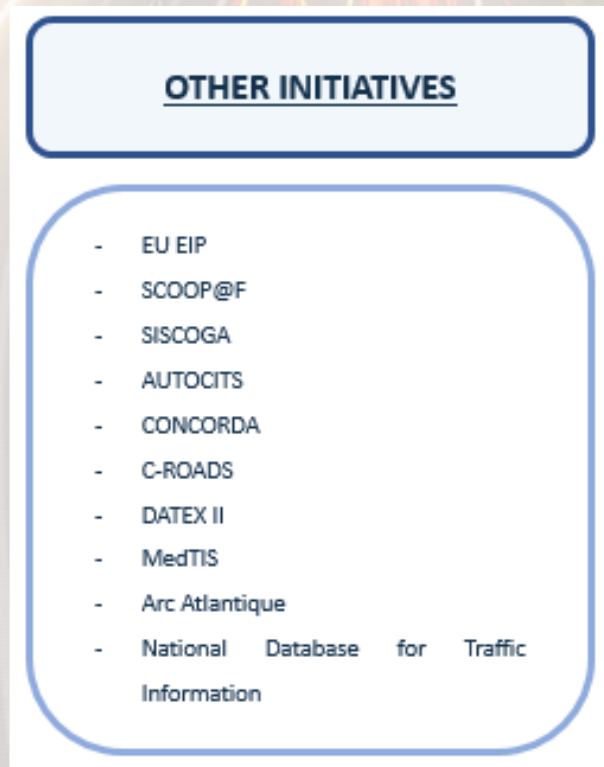 OTHER INITIATIVES
- EU EIP
- SCOOP@F
- SISCOGA
- AUTOCITS
- CONCORDA
- C-ROADS
- DATEX II
- MedTIS
- Arc Atlantique
- National Database for Traffic
Information